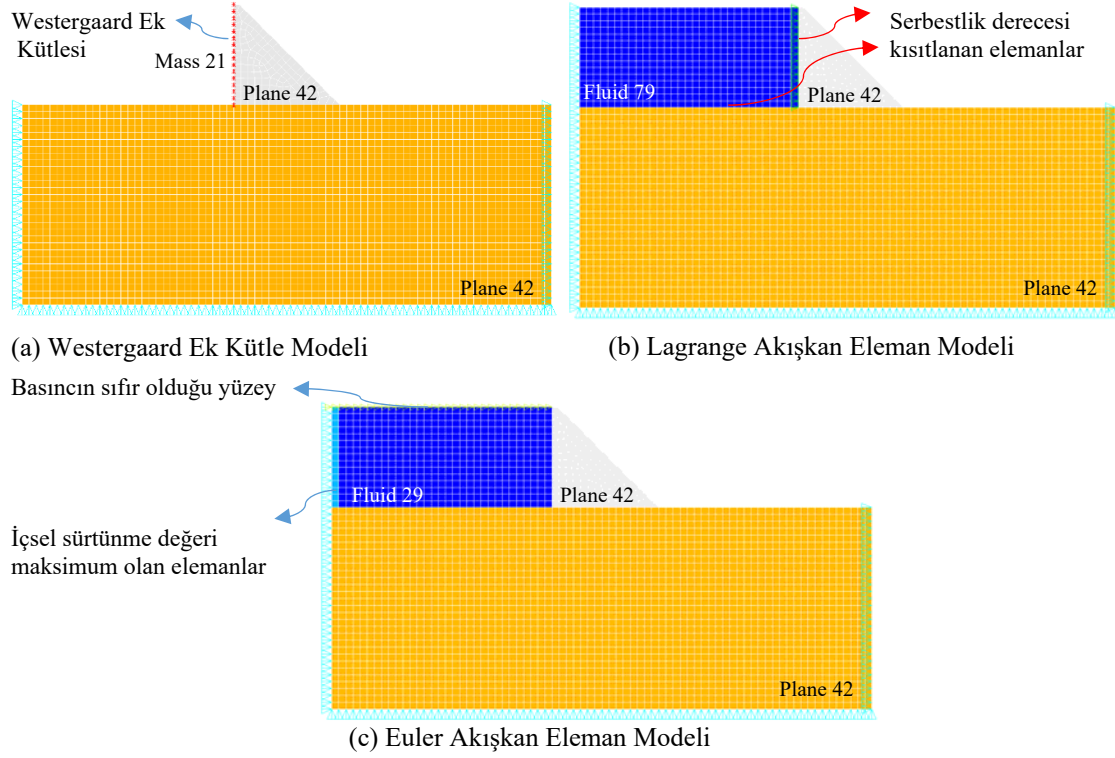 Westergaard Ek
Kütlesi
Mass 21
Plane 42
Plane 42
(a) Westergaard Ek Kütle Modeli
Serbestlik derecesi
kısıtlanan elemanlar
Fluid 79
Plane 42
Plane 42
(b) Lagrange Akışkan Eleman Modeli
Basıncın sıfır olduğu yüzey
Fluid 29
Plane 42
İçsel sürtünme değeri
maksimum olan elemanlar
Plane 42
(c) Euler Akışkan Eleman Modeli